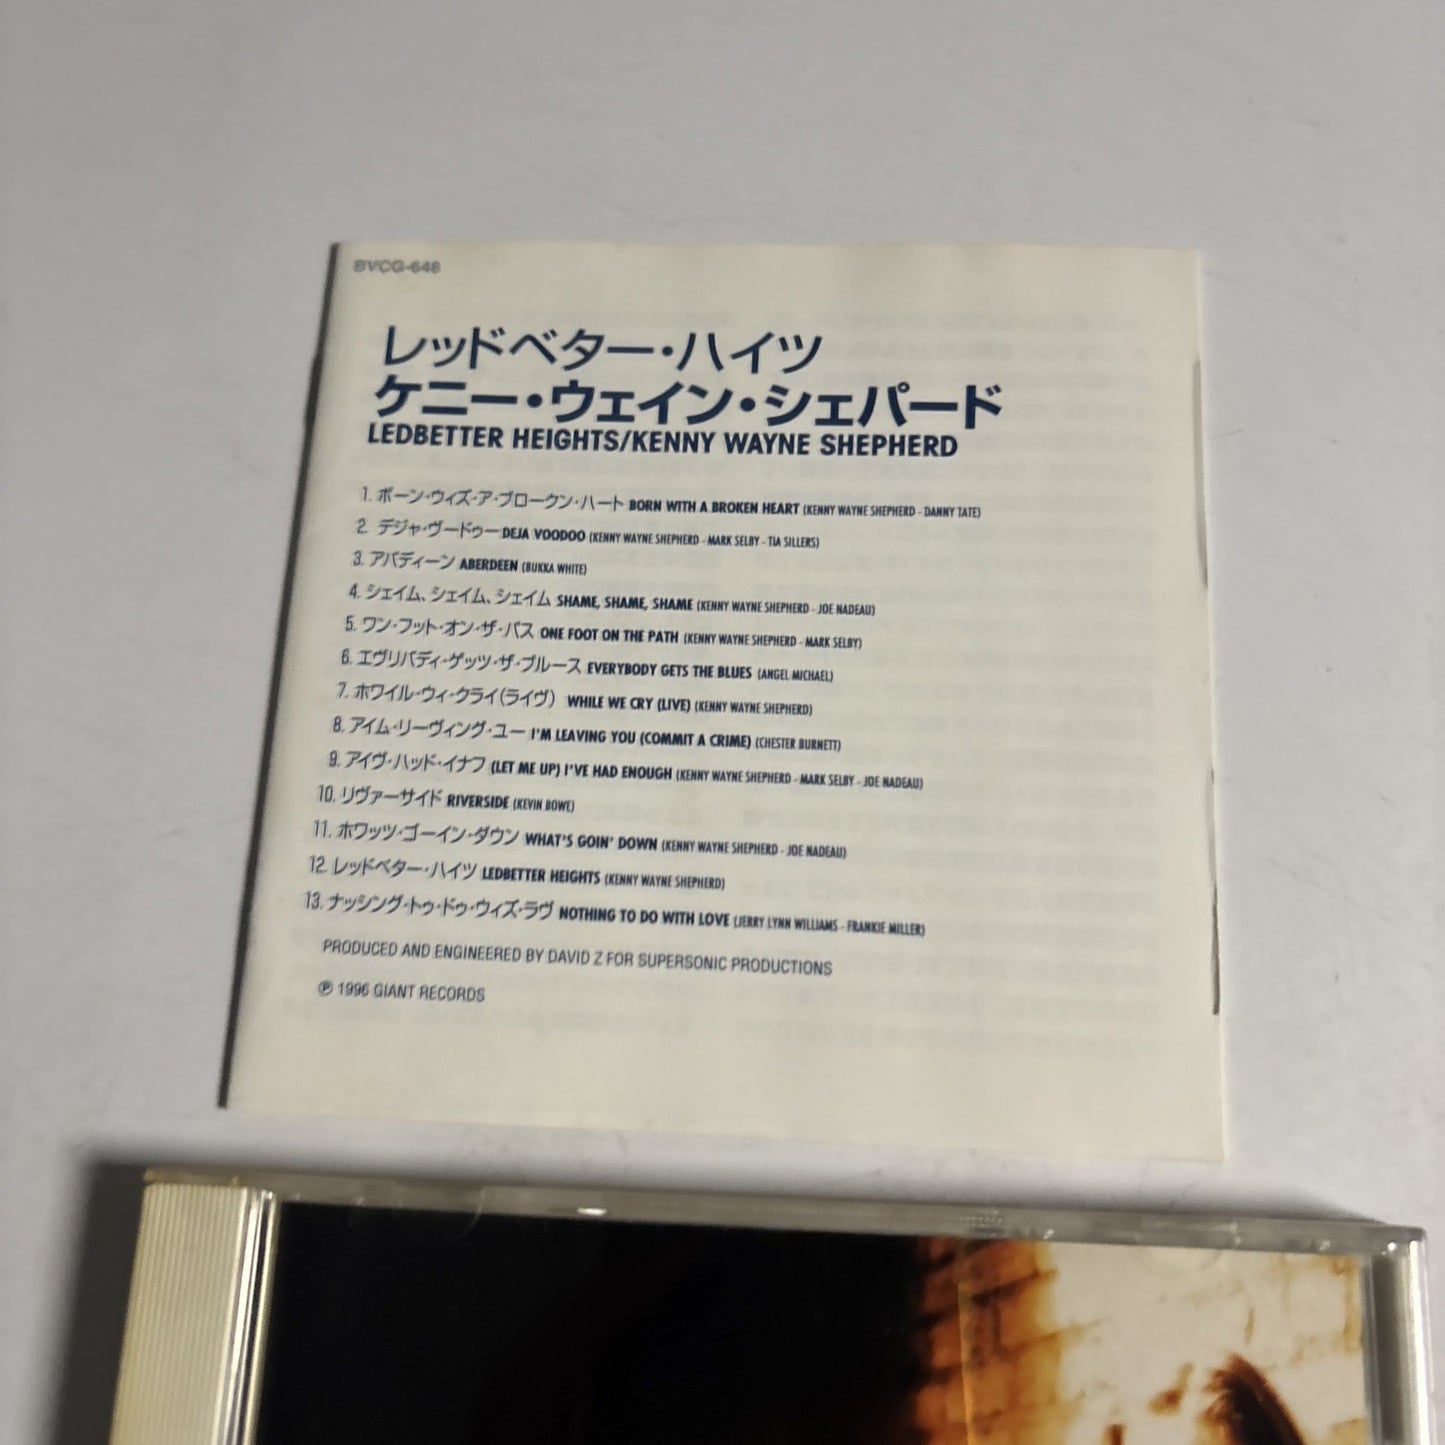 BVCG-648
レッドベター・ハイツ
ケニー・ウェイン・シェパード
LEDBETTER HEIGHTS/KENNY WAYNE SHEPHERD
1. ボーン・ウィズ・ア・ブロークン・ハート BORN WITH A BROKEN HEART (KENNY WAYNE SHEPHERD - DANNY TATE)
2. デジャ・ヴードゥー DEJA VOODOO (KENNY WAYNE SHEPHERD - MARK SELBY - TIA SILLERS)
3. アバディーン ABERDEEN (BUKKA WHITE)
4. シェイム、シェイム、シェイム SHAME, SHAME, SHAME (KENNY WAYNE SHEPHERD - JOE NADEAU)
5. ワン・フット・オン・ザ・パス ONE FOOT ON THE PATH (KENNY WAYNE SHEPHERD - MARK SELBY)
6. エヴリバディ・ゲッツ・ザ・ブルース EVERYBODY GETS THE BLUES (ANGEL MICHAEL)
7. ホワイル・ウィ・クライ(ライヴ) WHILE WE CRY (LIVE) (KENNY WAYNE SHEPHERD)
8. アイム・リーヴィング・ユー I'M LEAVING YOU (COMMIT A CRIME) (CHESTER BURNETT)
9. アイヴ・ハッド・イナフ (LET ME UP) I'VE HAD ENOUGH (KENNY WAYNE SHEPHERD - MARK SELBY - JOE NADEAU)
10. リヴァーサイド RIVERSIDE (KEVIN BOWE)
11. ホワッツ・ゴーイン・ダウン WHAT'S GOIN' DOWN (KENNY WAYNE SHEPHERD - JOE NADEAU)
12. レッドベター・ハイツ LEDBETTER HEIGHTS (KENNY WAYNE SHEPHERD)
13. ナッシング・トゥ・ドゥ・ウィズ・ラヴ NOTHING TO DO WITH LOVE (JERRY LYNN WILLIAMS - FRANKIE MILLER)
PRODUCED AND ENGINEERED BY DAVID Z FOR SUPERSONIC PRODUCTIONS
℗ 1996 GIANT RECORDS